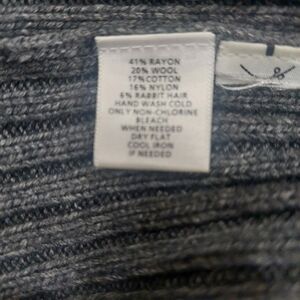 41% RAYON
20% WOOL
17% COTTON
16% NYLON
6% RABBIT HAIR
HAND WASH COLD
ONLY NON-CHLORINE
BLEACH
WHEN NEEDED
DRY FLAT
COOL IRON
IF NEEDED